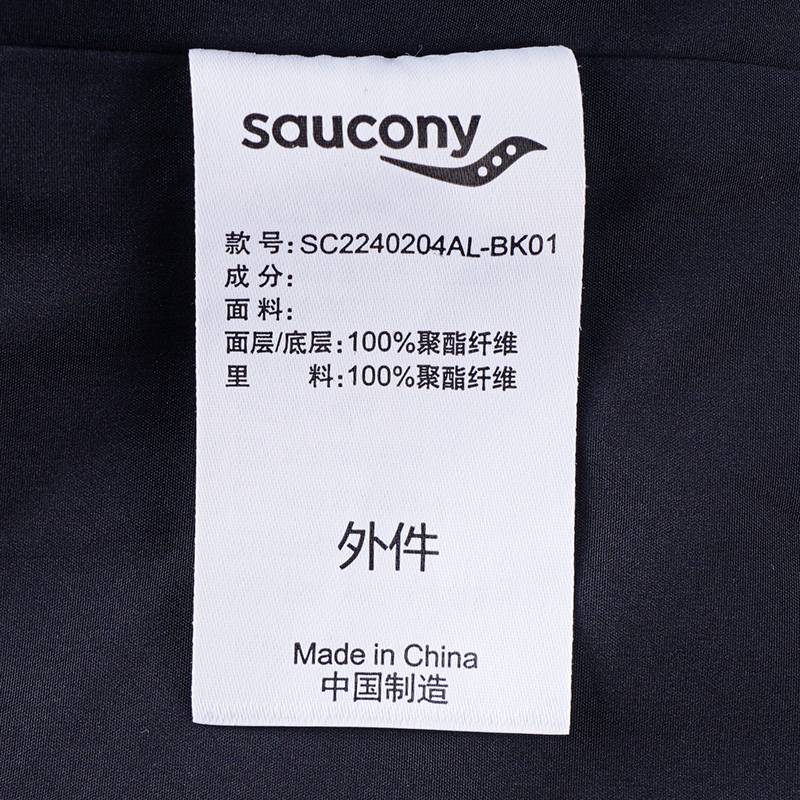 saucony
款 号: SC2240204AL-BK01
成 分:
面 料:
面层/底层:100%聚酯纤维
里 料:100%聚酯纤维
外件
Made in China
中国制造